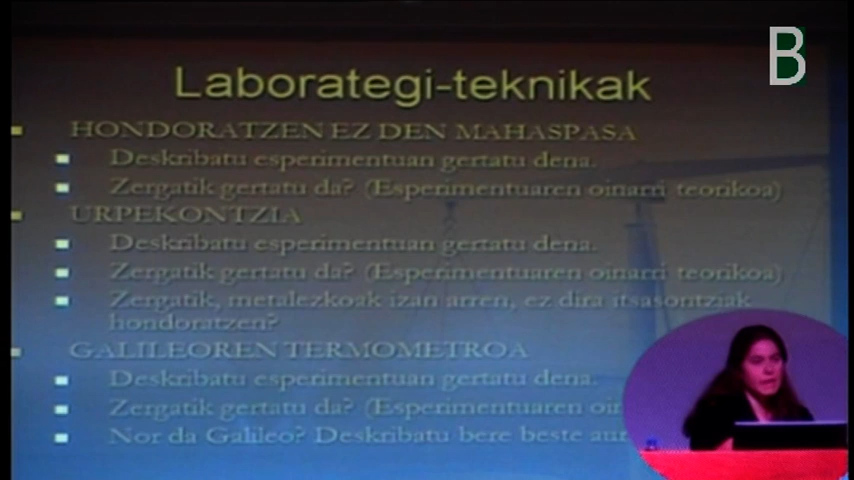 B
Laborategi-teknikak
HONDORATZEN EZ DEN MAHASPASA
Deskribatu esperimentuan gertatu dena.
Zergatik gertatu da? (Esperimentuaren oinarri teorikoa)
URPEKONTZIA
Deskribatu esperimentuan gertatu dena.
Zergatik gertatu da? (Esperimentuaren oinarri teorikoa)
Zergatik, metalezkoak izan arren, ez dira itsasontziak
hondoratzen?
GALILEOREN TERMOMETROA
Deskribatu esperimentuan gertatu dena.
Zergatik gertatu da? (Esperimentuaren
Nor da Galileo? Deskribatu bere beste